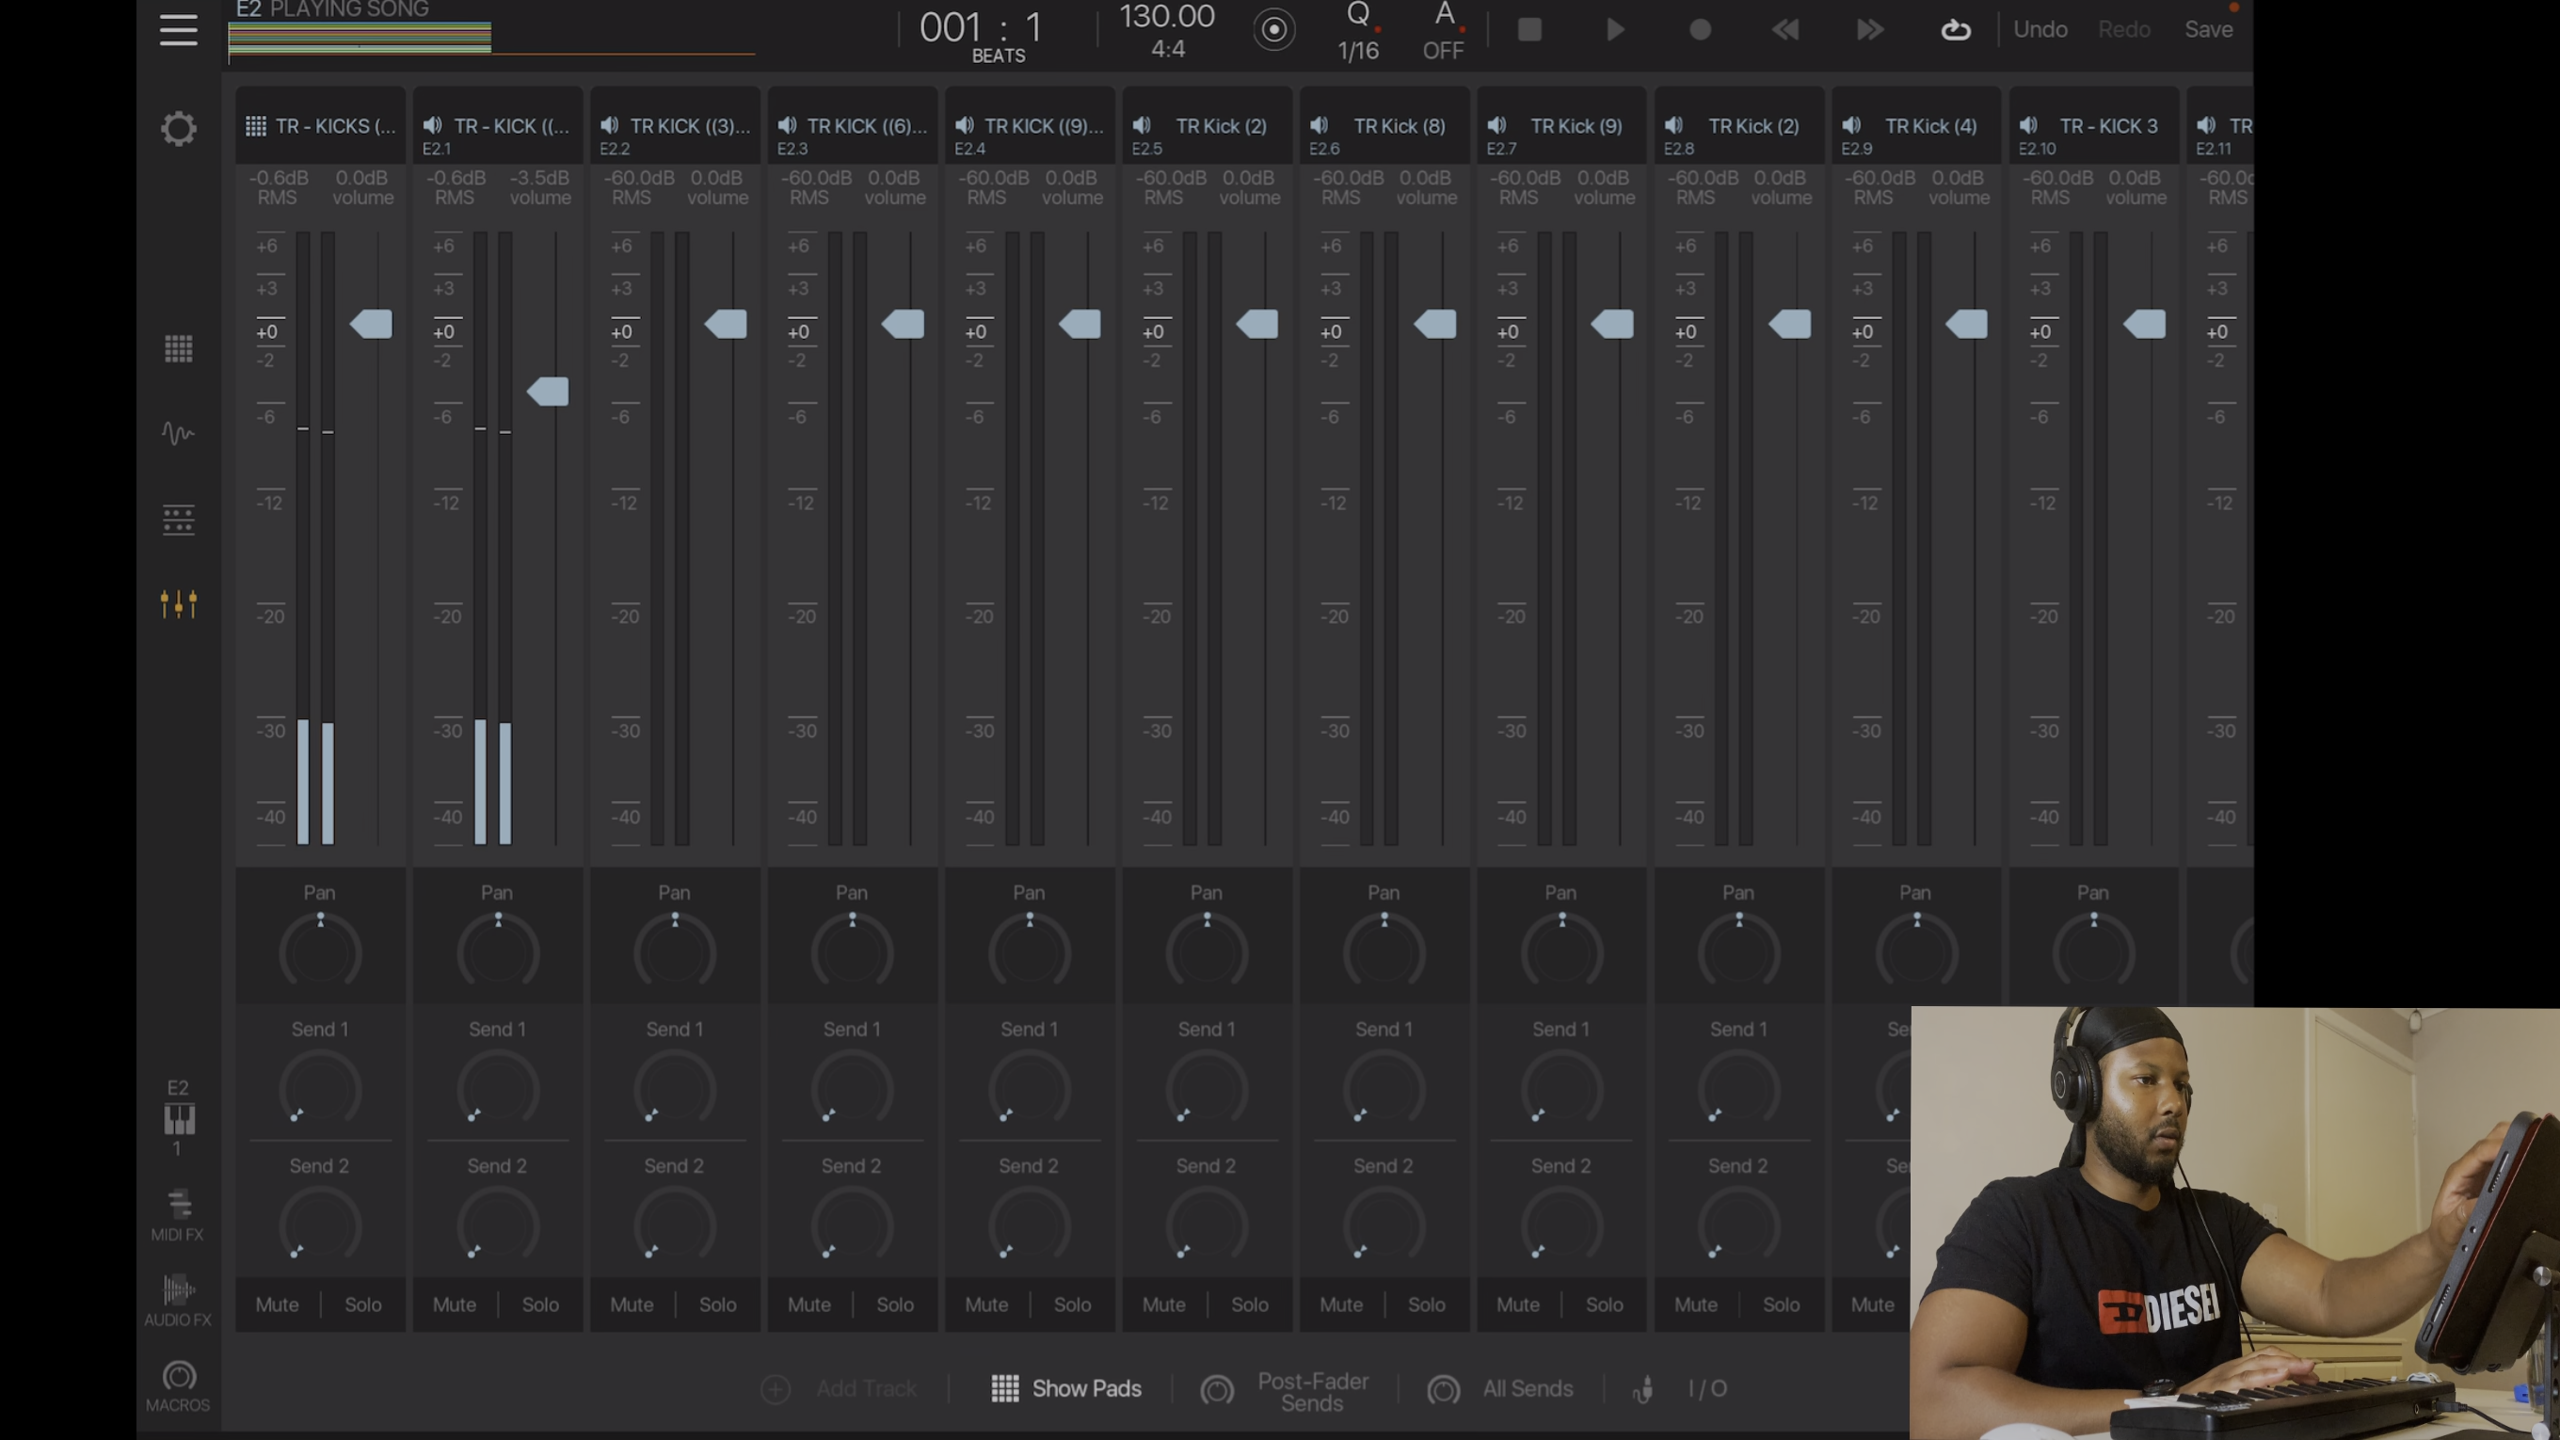 E2 PLAYING SONG
001 : 1
BEATS
130.00
4:4
Q
1/16
A
OFF
Undo Redo Save
TR - KICKS (...
TR - KICK ((...
E2.1
TR KICK ((3)...
E2.2
TR KICK ((6)...
E2.3
TR KICK ((9)...
E2.4
TR Kick (2)
E2.5
TR Kick (8)
E2.6
TR Kick (9)
E2.7
TR Kick (2)
E2.8
TR Kick (4)
E2.9
TR - KICK 3
E2.10
TR
E2.11
-0.6dB 0.0dB -0.6dB -3.5dB -60.0dB 0.0dB -60.0dB 0.0dB -60.0dB 0.0dB -60.0dB 0.0dB -60.0dB 0.0dB -60.0dB 0.0dB -60.0dB 0.0dB -60.0dB 0.0dB -60.0dB 0.0dB -60.0d
RMS volume RMS volume RMS volume RMS volume RMS volume RMS volume RMS volume RMS volume RMS volume RMS volume RMS volume RMS
+6 +6 +6 +6 +6 +6 +6 +6 +6 +6 +6 +6
+3 +3 +3 +3 +3 +3 +3 +3 +3 +3 +3 +3
+0 +0 +0 +0 +0 +0 +0 +0 +0 +0 +0 +0
-2 -2 -2 -2 -2 -2 -2 -2 -2 -2 -2 -2
-6 -6 -6 -6 -6 -6 -6 -6 -6 -6 -6 -6
-12 -12 -12 -12 -12 -12 -12 -12 -12 -12 -12 -12
-20 -20 -20 -20 -20 -20 -20 -20 -20 -20 -20 -20
-30 -30 -30 -30 -30 -30 -30 -30 -30 -30 -30 -30
-40 -40 -40 -40 -40 -40 -40 -40 -40 -40 -40 -40
Pan Pan Pan Pan Pan Pan Pan Pan Pan Pan Pan
Send 1 Send 1 Send 1 Send 1 Send 1 Send 1 Send 1 Send 1 Send 1 Se
Send 2 Send 2 Send 2 Send 2 Send 2 Send 2 Send 2 Send 2 Send 2 Se
Mute Solo Mute Solo Mute Solo Mute Solo Mute Solo Mute Solo Mute Solo Mute Solo Mute Solo Mute
E2
1
MIDI FX
AUDIO FX
MACROS
Add Track
Show Pads
Post-Fader
Sends
All Sends
I / O
DIESEL